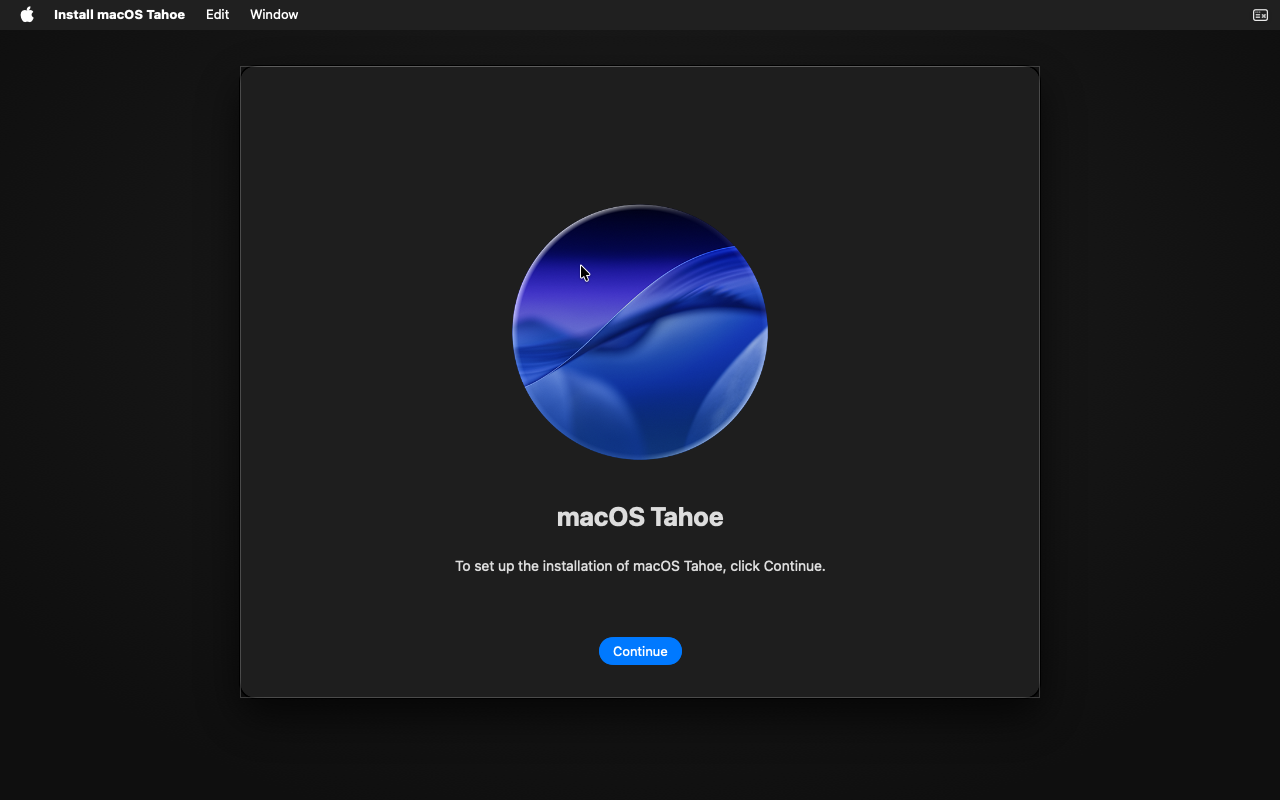 Install macOS Tahoe Edit Window
macOS Tahoe
To set up the installation of macOS Tahoe, click Continue.
Continue